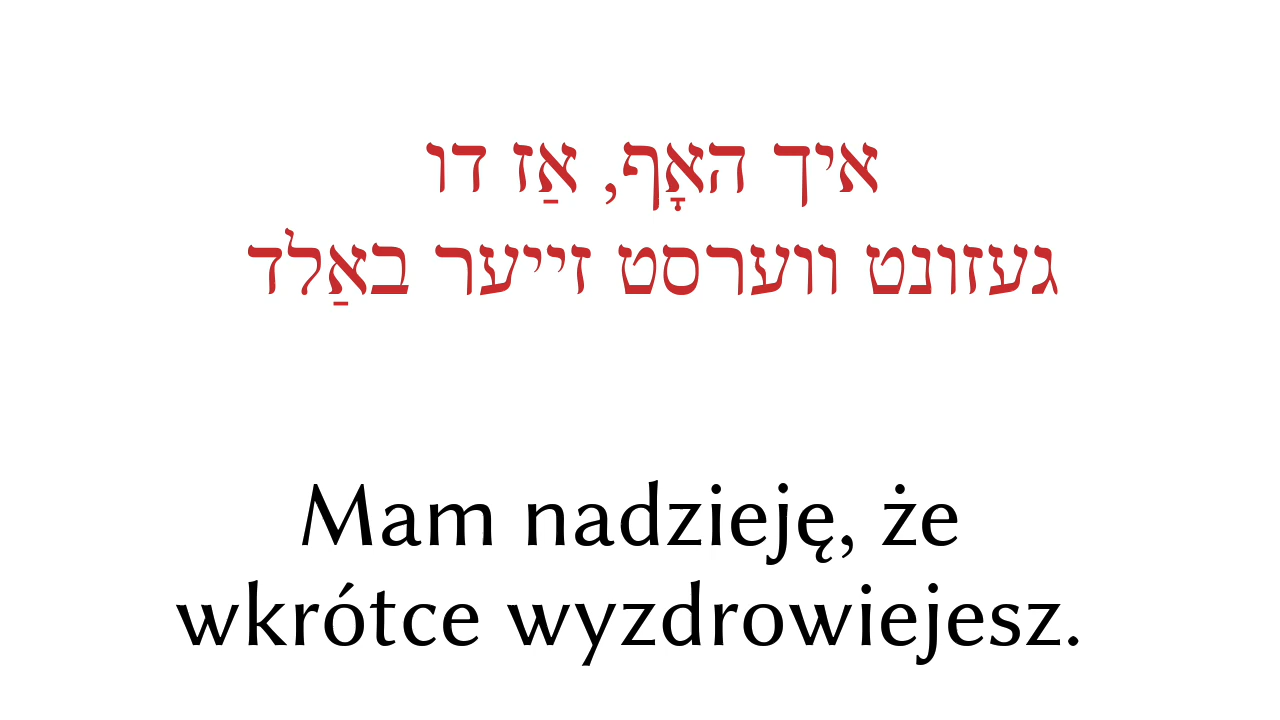 איך האָף, אַז דו
געזונט ווערסט זייער באַלד
Mam nadzieję, że
wkrótce wyzdrowiejesz.